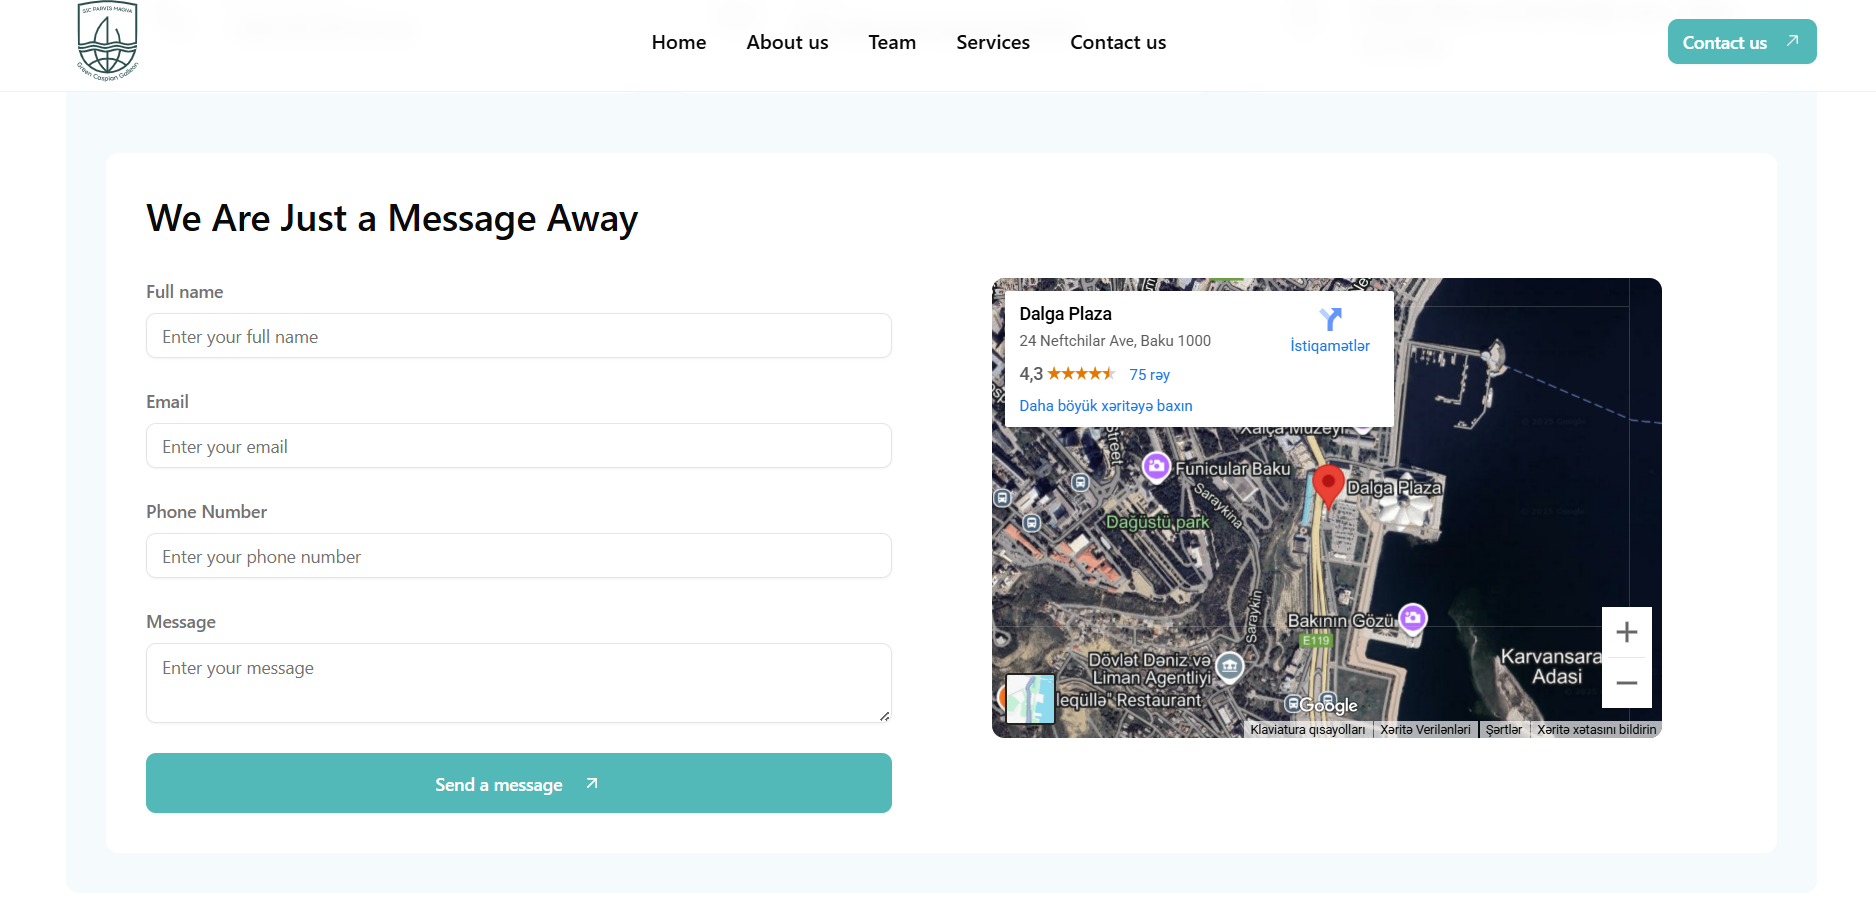 SIC PARVIS MAGNA
Green Caspian Galleon
Home
About us
Team
Services
Contact us
Contact us
We Are Just a Message Away
Full name
Enter your full name
Email
Enter your email
Phone Number
Enter your phone number
Message
Enter your message
Send a message
Dalga Plaza
24 Neftchilar Ave, Baku 1000
İstiqamətlər
4,3
75 rəy
Daha böyük xəritəyə baxın
Xalça Muzeyi
Street
Funicular Baku
Saraykina
Dalga Plaza
Dağüstü park
Saraykin
Bakının Gözü
E119
Dövlət Dəniz və
Liman Agentliyi
Karvansara
Adasi
Restaurant
Google
Klaviatura qısayolları
Xəritə Verilənləri
Şərtlər
Xəritə xətasını bildirin